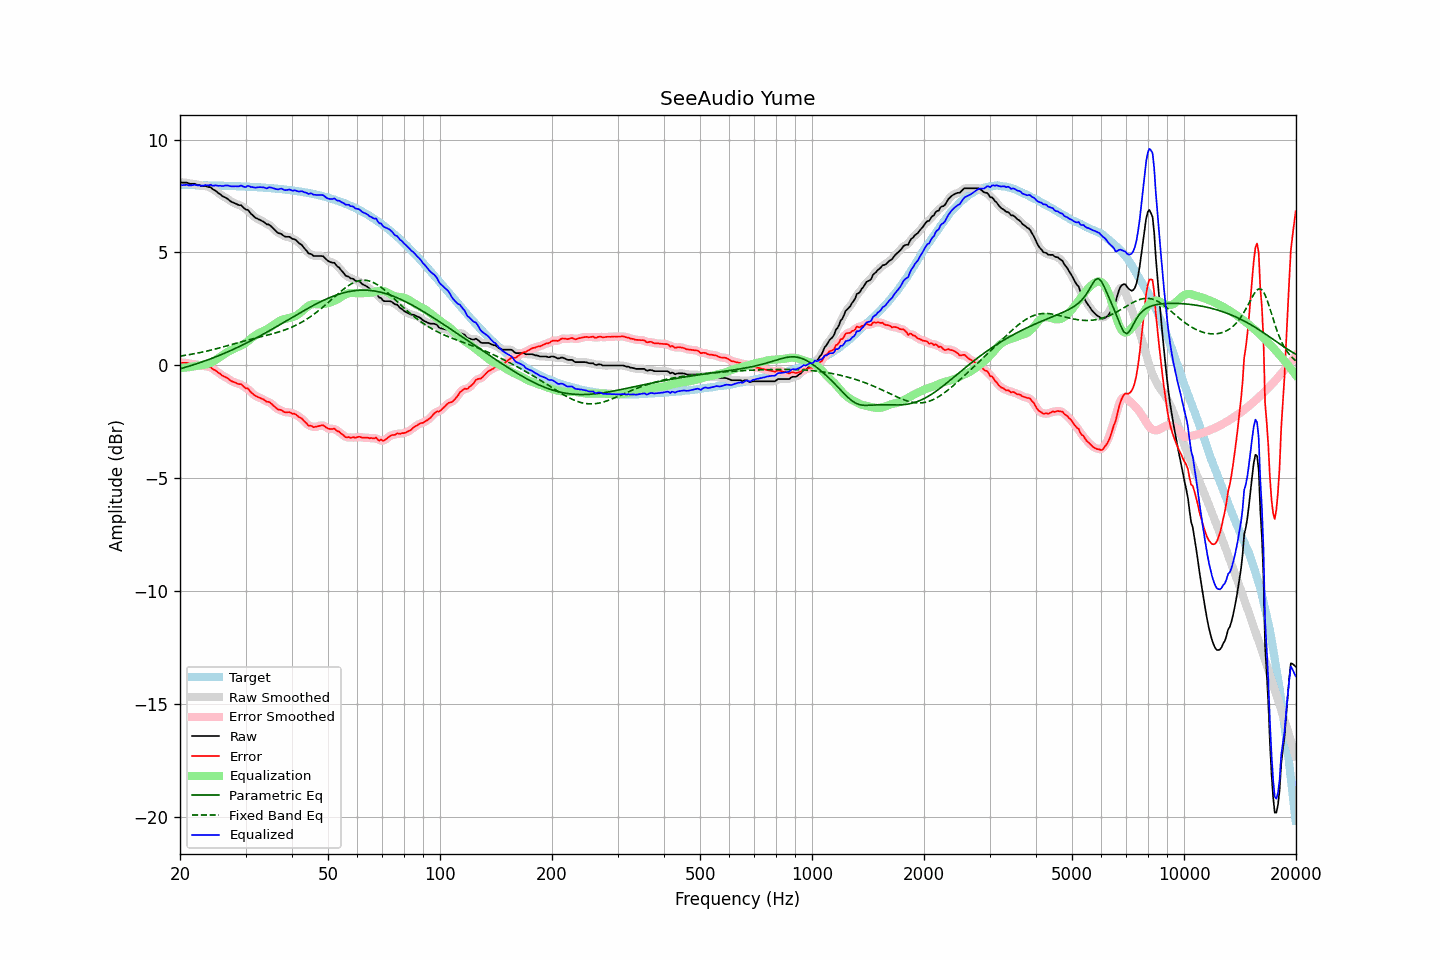 SeeAudio Yume
Amplitude (dBr)
10
5
0
−5
−10
−15
−20
Target
Raw Smoothed
Error Smoothed
Raw
Error
Equalization
Parametric Eq
Fixed Band Eq
Equalized
20 50 100 200 500 1000 2000 5000 10000 20000
Frequency (Hz)